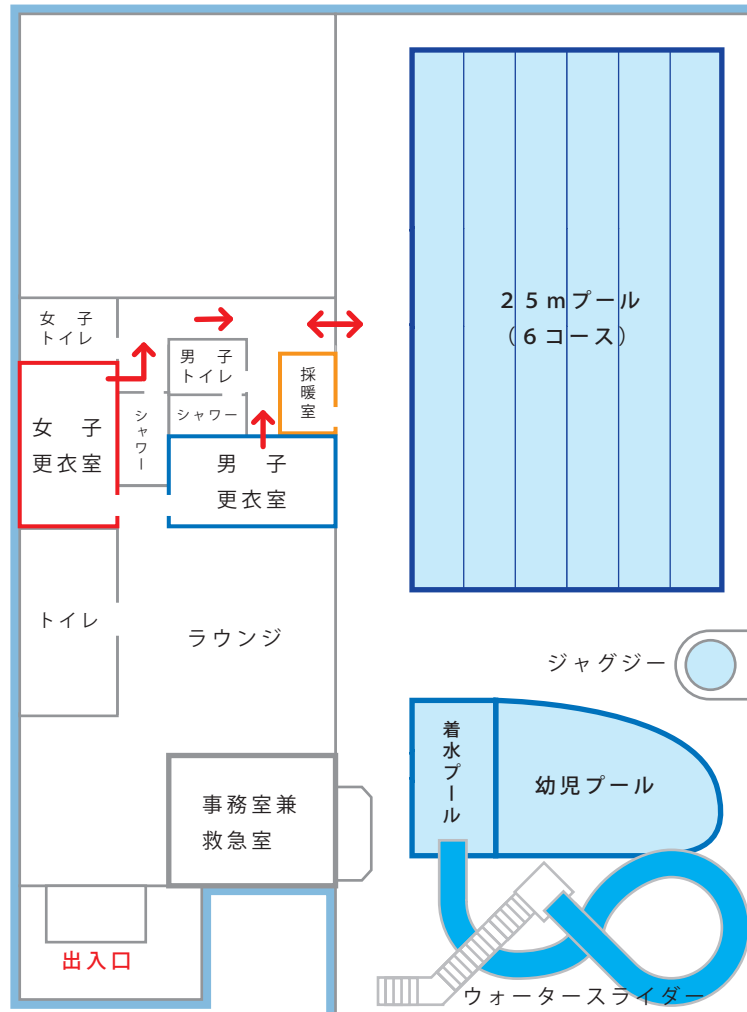 25mプール
（6コース）
女子
トイレ
男子
トイレ
採暖室
シャワー
シャワー
女子
更衣室
男子
更衣室
トイレ
ラウンジ
ジャグジー
着水プール
幼児プール
事務室兼
救急室
出入口
ウォータースライダー